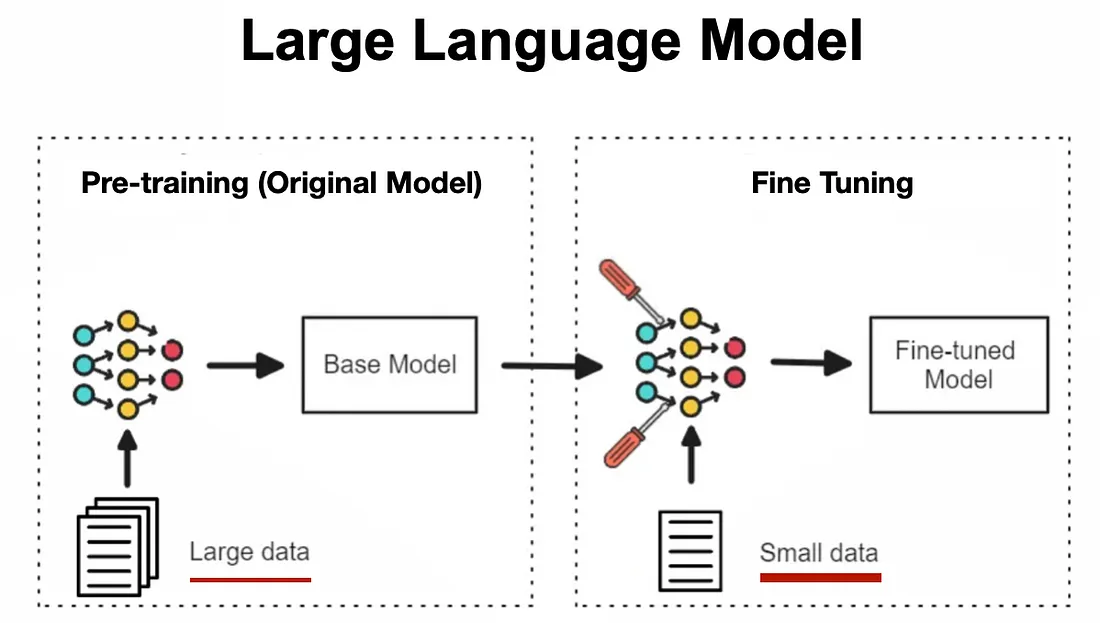 Large Language Model
Pre-training (Original Model)
Base Model
Large data
Fine Tuning
Fine-tuned
Model
Small data